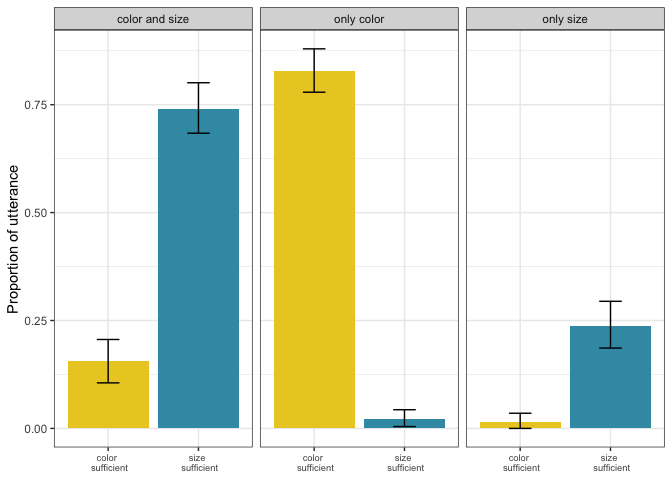 color and size
only color
only size
Proportion of utterance
0.75
0.50
0.25
0.00
color
sufficient
size
sufficient
color
sufficient
size
sufficient
color
sufficient
size
sufficient